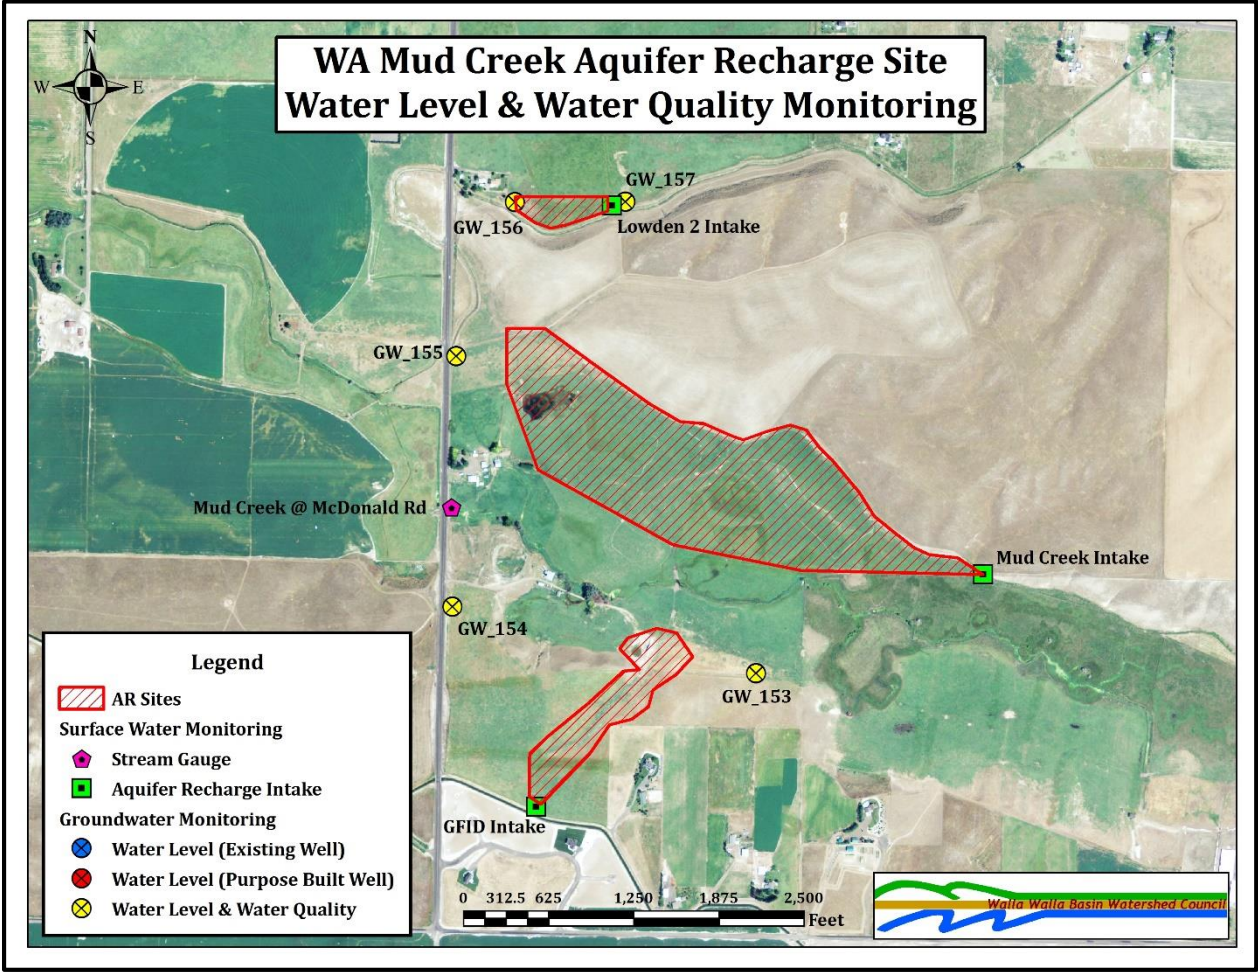 WA Mud Creek Aquifer Recharge Site
Water Level & Water Quality Monitoring
N
W
E
S
GW_157
GW_156
Lowden 2 Intake
GW_155
Mud Creek @ McDonald Rd
Mud Creek Intake
GW_154
GW_153
GFID Intake
Legend
AR Sites
Surface Water Monitoring
Stream Gauge
Aquifer Recharge Intake
Groundwater Monitoring
Water Level (Existing Well)
Water Level (Purpose Built Well)
Water Level & Water Quality
0 312.5 625 1,250 1,875 2,500
Feet
Walla Walla Basin Watershed Council